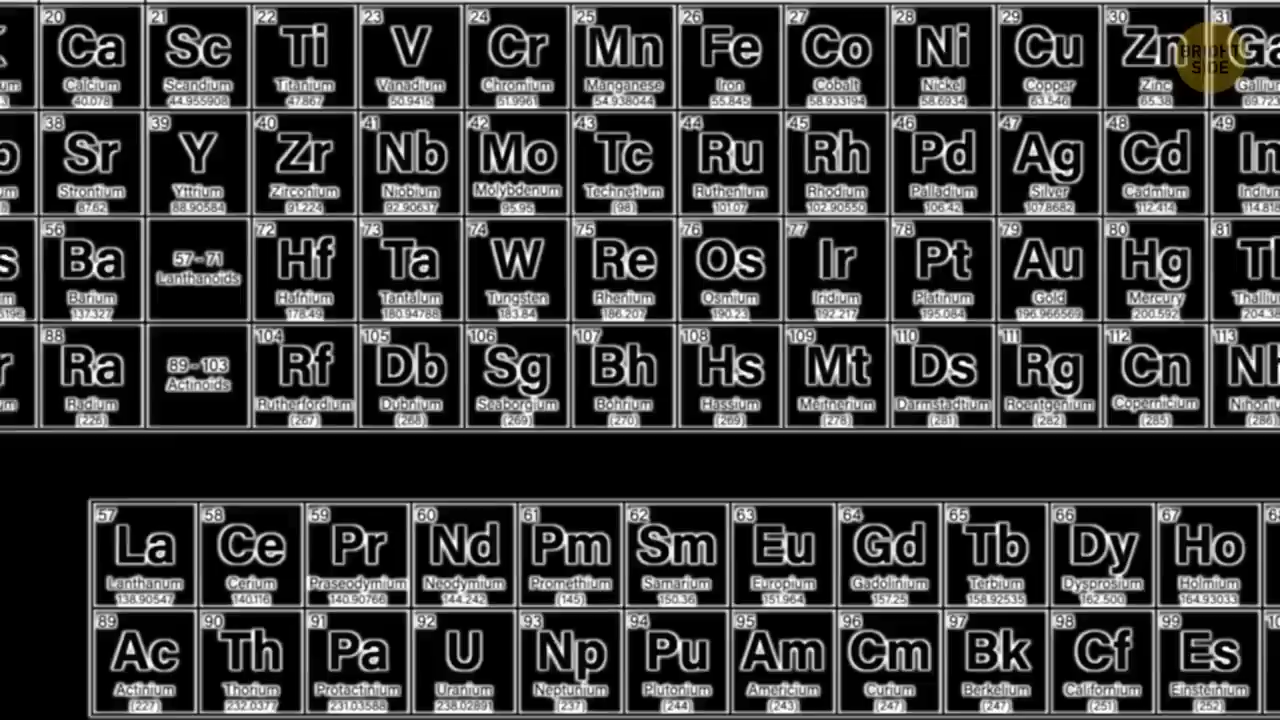 20 21 22 23 24 25 26 27 28 29 30 31
Ca Sc Ti V Cr Mn Fe Co Ni Cu Zn Ga
Calcium Scandium Titanium Vanadium Chromium Manganese Iron Cobalt Nickel Copper Zinc
40.078 44.955908 47.867 50.9415 51.9961 54.938044 55.845 58.933194 58.6934 63.546 65.38 69.723
BRIGHT
SIDE
38 39 40 41 42 43 44 45 46 47 48 49
Sr Y Zr Nb Mo Tc Ru Rh Pd Ag Cd In
Strontium Yttrium Zirconium Niobium Molybdenum Technetium Ruthenium Rhodium Palladium Silver Cadmium
87.62 88.90584 91.224 92.90637 95.95 (98) 101.07 102.90550 106.42 107.8682 112.414 114.818
56 57 - 71 72 73 74 75 76 77 78 79 80 81
Ba Lanthanoids Hf Ta W Re Os Ir Pt Au Hg
Barium Hafnium Tantalum Tungsten Rhenium Osmium Iridium Platinum Gold Mercury
137.327 178.49 180.94788 183.84 186.207 190.23 192.217 195.084 196.966569 200.592
88 89 - 103 104 105 106 107 108 109 110 111 112 113
Ra Actinoids Rf Db Sg Bh Hs Mt Ds Rg Cn Nh
Radium Rutherfordium Dubnium Seaborgium Bohrium Hassium Meitnerium Darmstadtium Roentgenium Copernicium
(226) (267) (268) (269) (270) (269) (278) (281) (282) (285) (286)
57 58 59 60 61 62 63 64 65 66 67
La Ce Pr Nd Pm Sm Eu Gd Tb Dy Ho
Lanthanum Cerium Praseodymium Neodymium Promethium Samarium Europium Gadolinium Terbium Dysprosium Holmium
138.90547 140.116 140.90766 144.242 (145) 150.36 151.964 157.25 158.92535 162.500 164.93033
89 90 91 92 93 94 95 96 97 98 99
Ac Th Pa U Np Pu Am Cm Bk Cf Es
Actinium Thorium Protactinium Uranium Neptunium Plutonium Americium Curium Berkelium Californium Einsteinium
(227) 232.0377 231.03588 238.02891 (237) (244) (243) (247) (247) (251) (252)